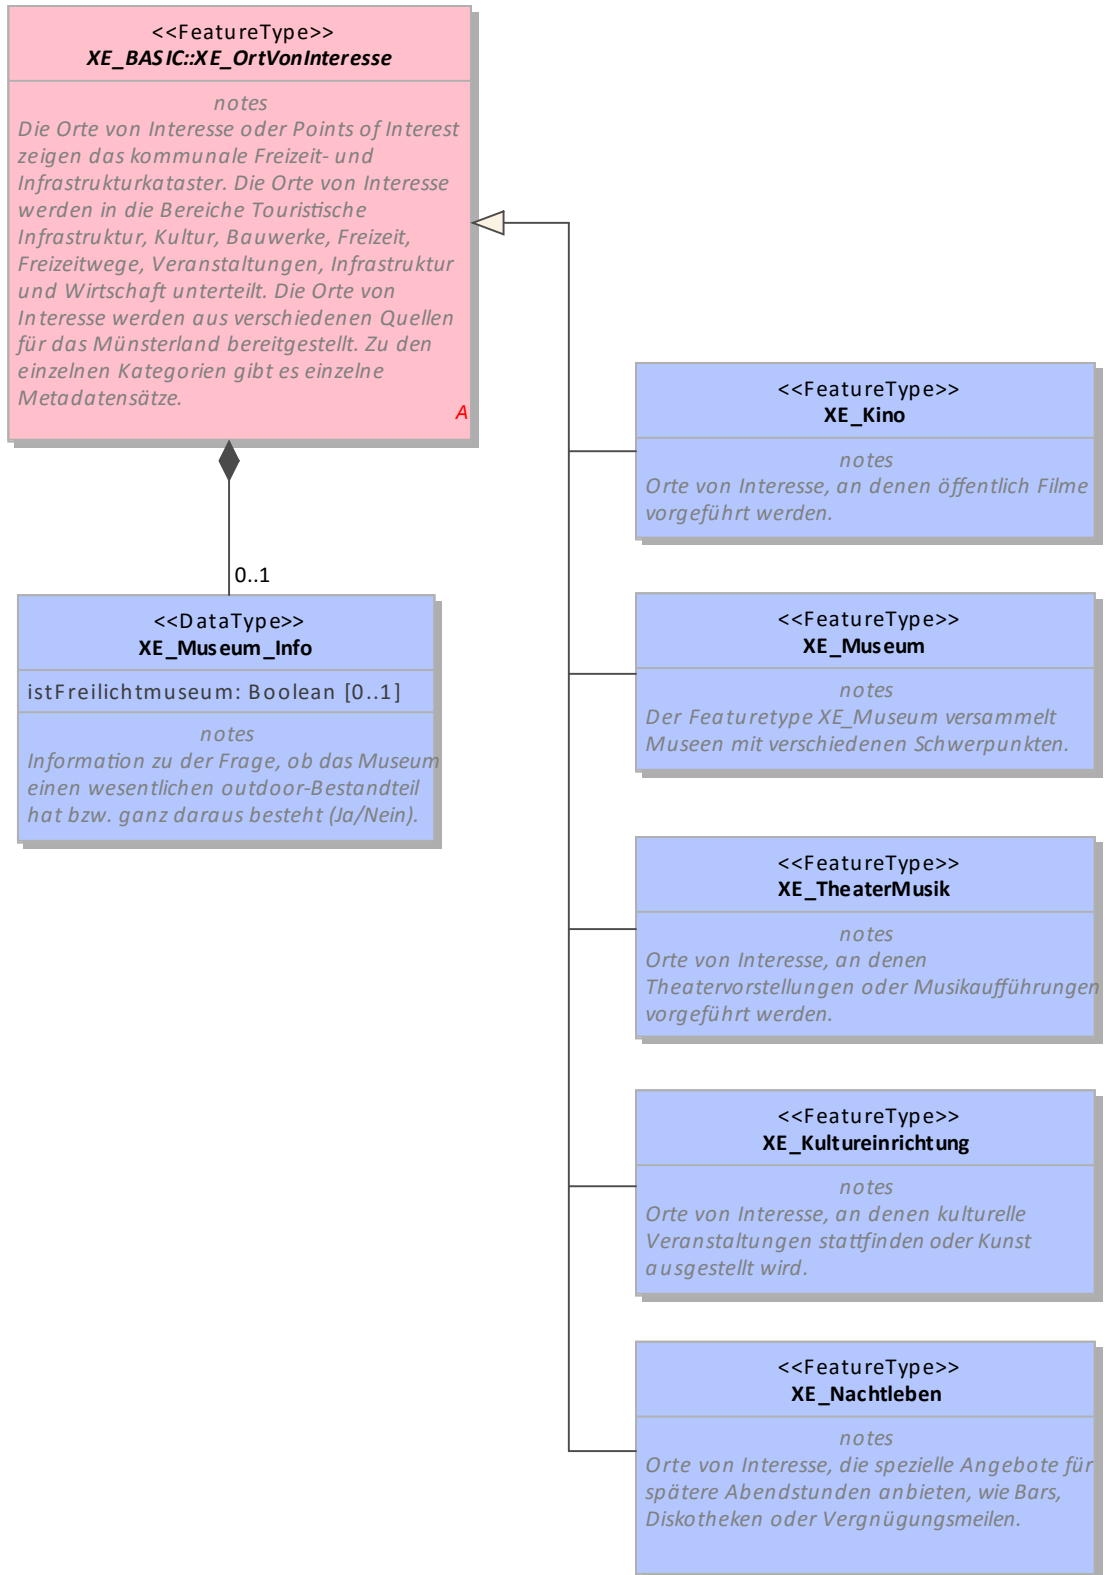 <<FeatureType>>
XE_BASIC::XE_OrtVonInteresse
notes
Die Orte von Interesse oder Points of Interest
zeigen das kommunale Freizeit- und
Infrastrukturkataster. Die Orte von Interesse
werden in die Bereiche Touristische
Infrastruktur, Kultur, Bauwerke, Freizeit,
Freizeitwege, Veranstaltungen, Infrastruktur
und Wirtschaft unterteilt. Die Orte von
Interesse werden aus verschiedenen Quellen
für das Münsterland bereitgestellt. Zu den
einzelnen Kategorien gibt es einzelne
Metadatensätze.
A
0..1
<<DataType>>
XE_Museum_Info
istFreilichtmuseum: Boolean [0..1]
notes
Information zu der Frage, ob das Museum
einen wesentlichen outdoor-Bestandteil
hat bzw. ganz daraus besteht (Ja/Nein).
<<FeatureType>>
XE_Kino
notes
Orte von Interesse, an denen öffentlich Filme
vorgeführt werden.
<<FeatureType>>
XE_Museum
notes
Der Featuretype XE_Museum versammelt
Museen mit verschiedenen Schwerpunkten.
<<FeatureType>>
XE_TheaterMusik
notes
Orte von Interesse, an denen
Theatervorstellungen oder Musikaufführungen
vorgeführt werden.
<<FeatureType>>
XE_Kultureinrichtung
notes
Orte von Interesse, an denen kulturelle
Veranstaltungen stattfinden oder Kunst
ausgestellt wird.
<<FeatureType>>
XE_Nachtleben
notes
Orte von Interesse, die spezielle Angebote für
spätere Abendstunden anbieten, wie Bars,
Diskotheken oder Vergnügungsmeilen.